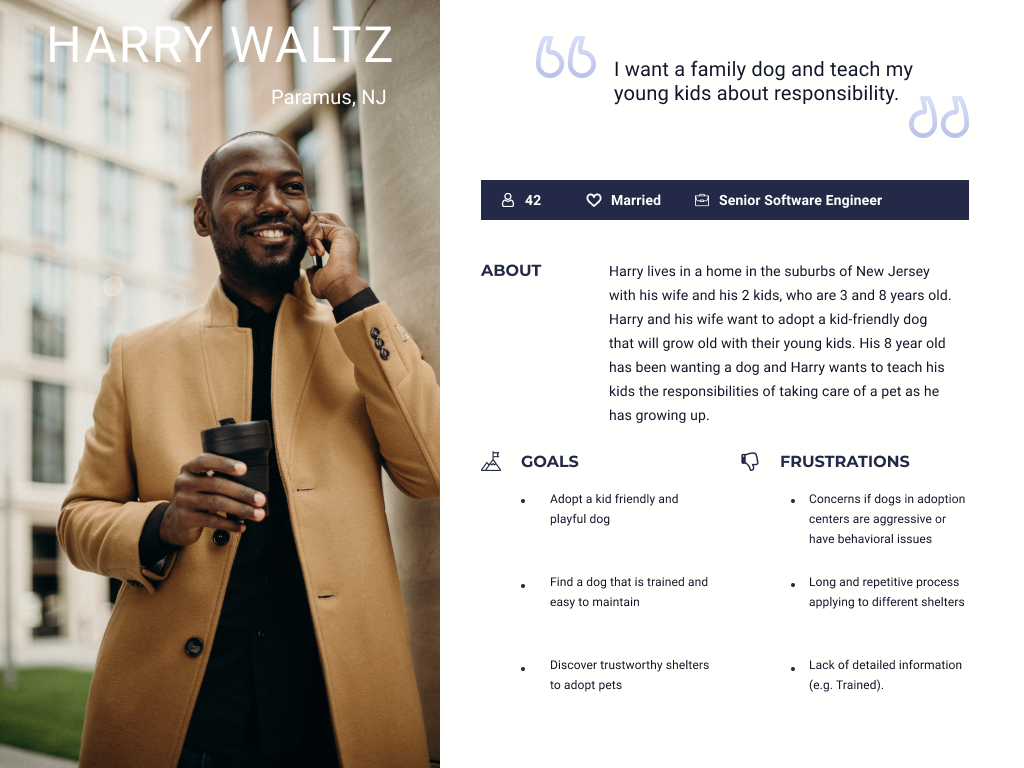 HARRY WALTZ
Paramus, NJ
I want a family dog and teach my
young kids about responsibility.
42
Married
Senior Software Engineer
ABOUT
Harry lives in a home in the suburbs of New Jersey
with his wife and his 2 kids, who are 3 and 8 years old.
Harry and his wife want to adopt a kid-friendly dog
that will grow old with their young kids. His 8 year old
has been wanting a dog and Harry wants to teach his
kids the responsibilities of taking care of a pet as he
has growing up.
GOALS
Adopt a kid friendly and
playful dog
Find a dog that is trained and
easy to maintain
Discover trustworthy shelters
to adopt pets
FRUSTRATIONS
Concerns if dogs in adoption
centers are aggressive or
have behavioral issues
Long and repetitive process
applying to different shelters
Lack of detailed information
(e.g. Trained).